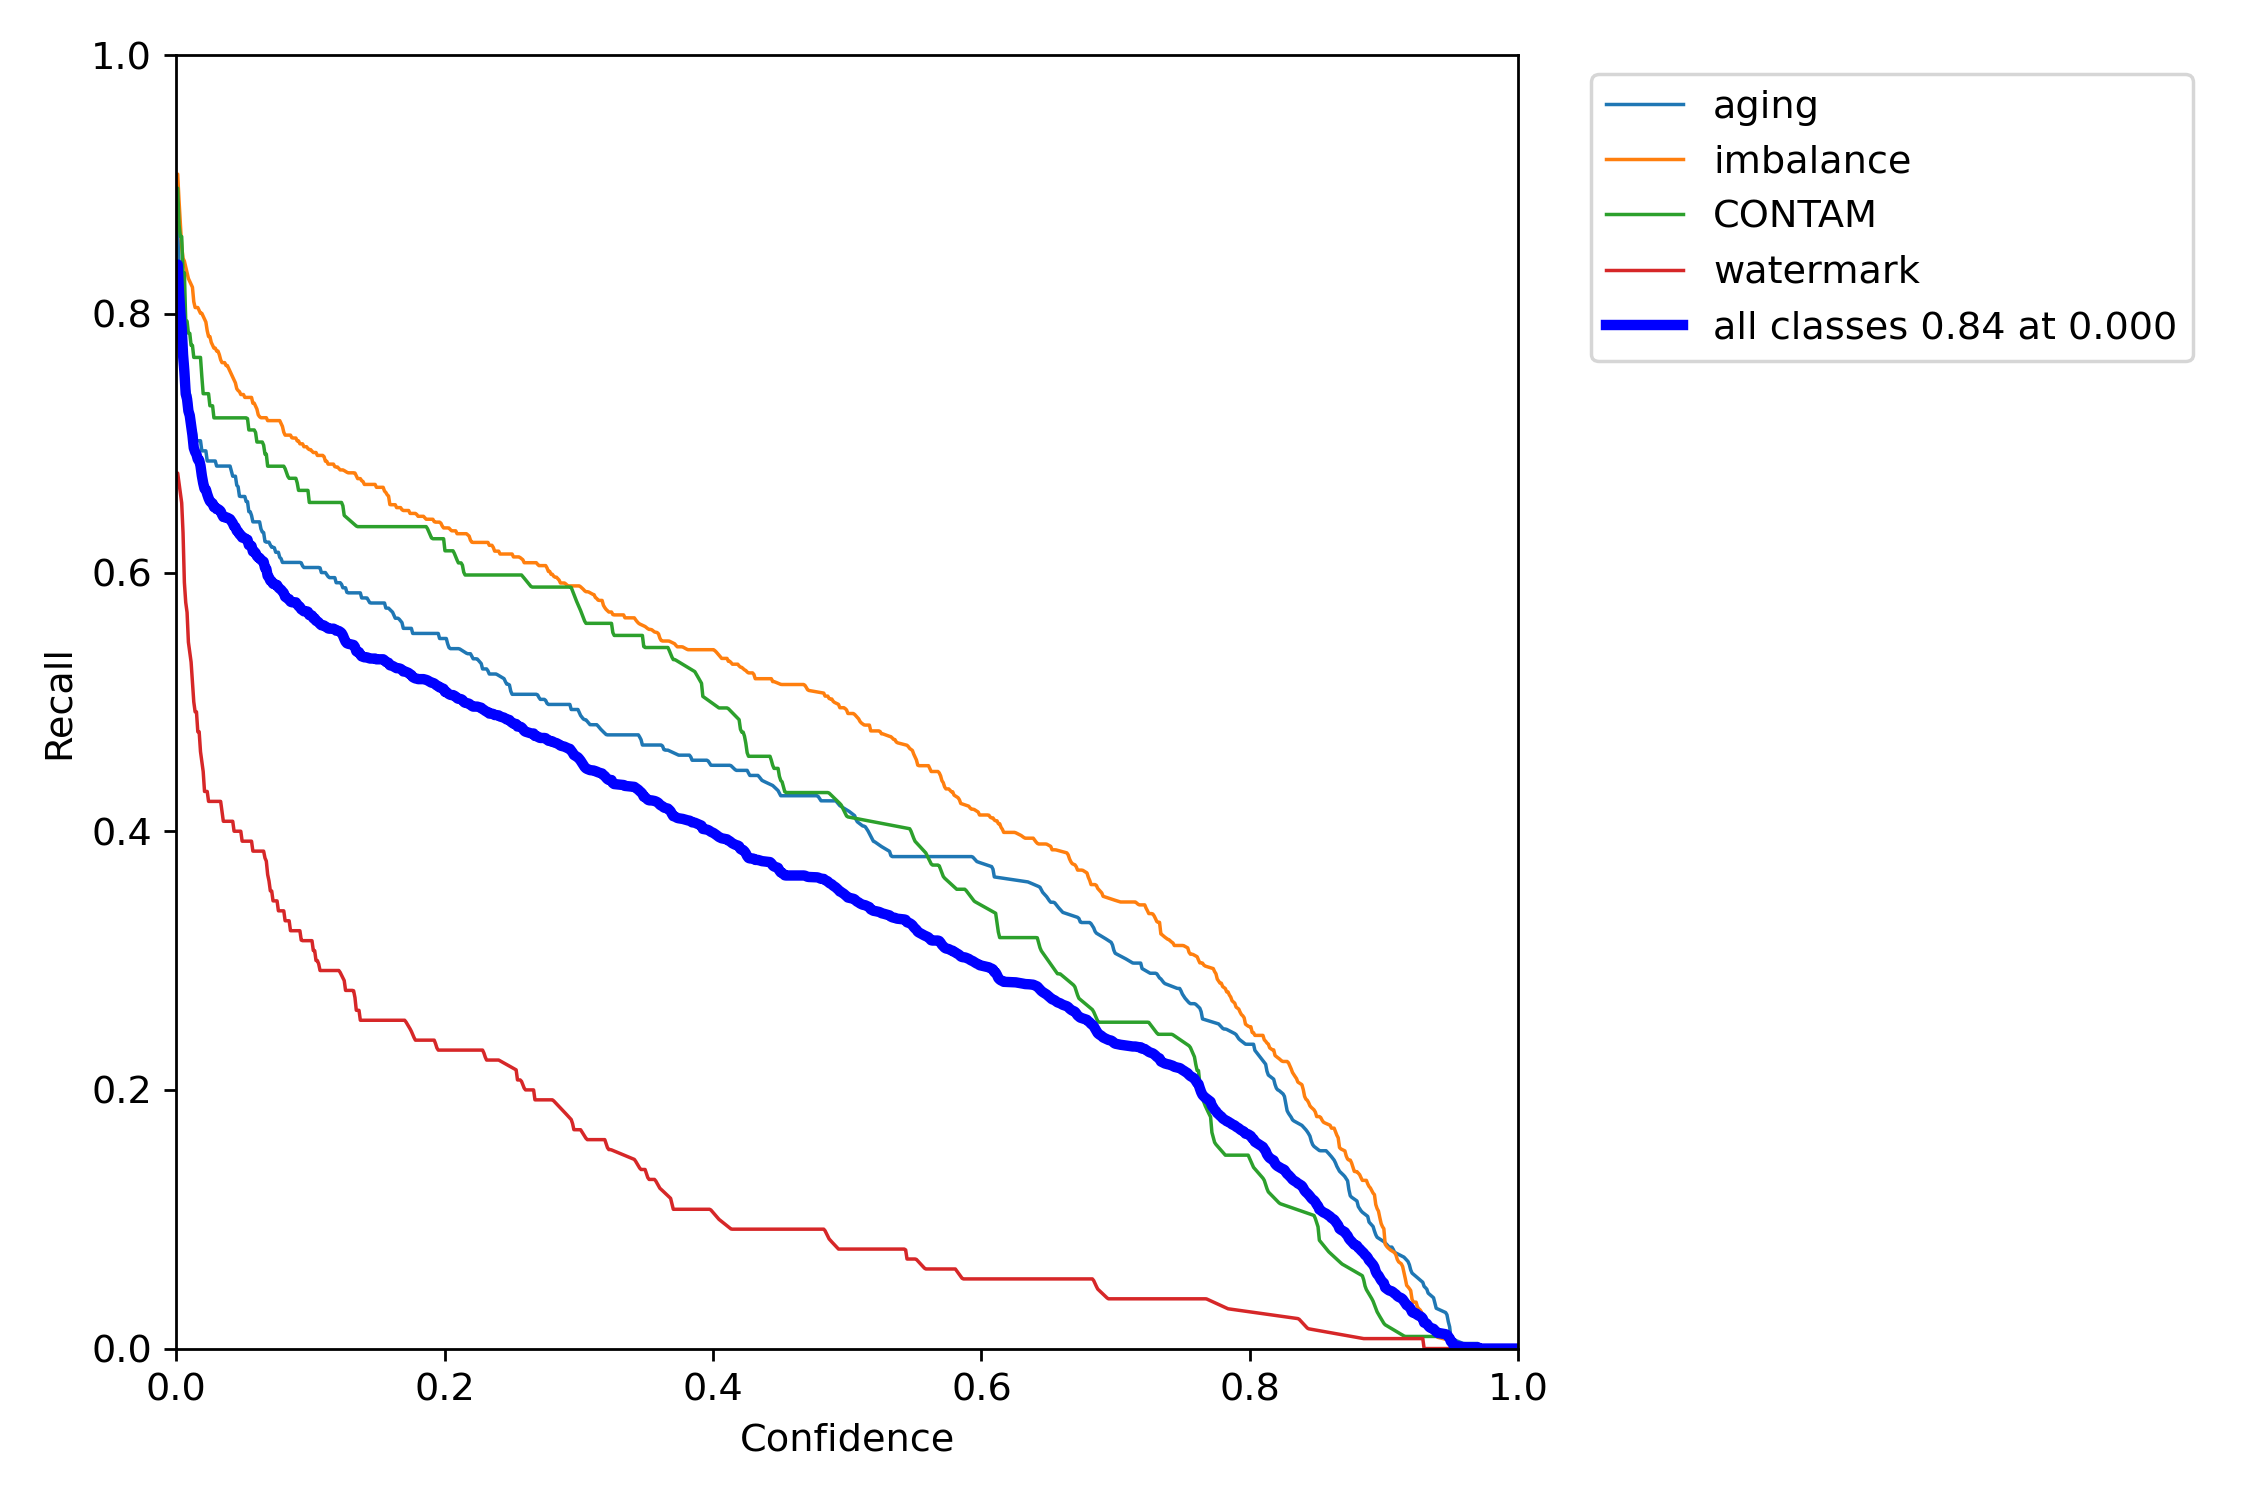 1.0
0.8
0.6
0.4
0.2
0.0
Recall
0.0 0.2 0.4 0.6 0.8 1.0
Confidence
aging
imbalance
CONTAM
watermark
all classes 0.84 at 0.000